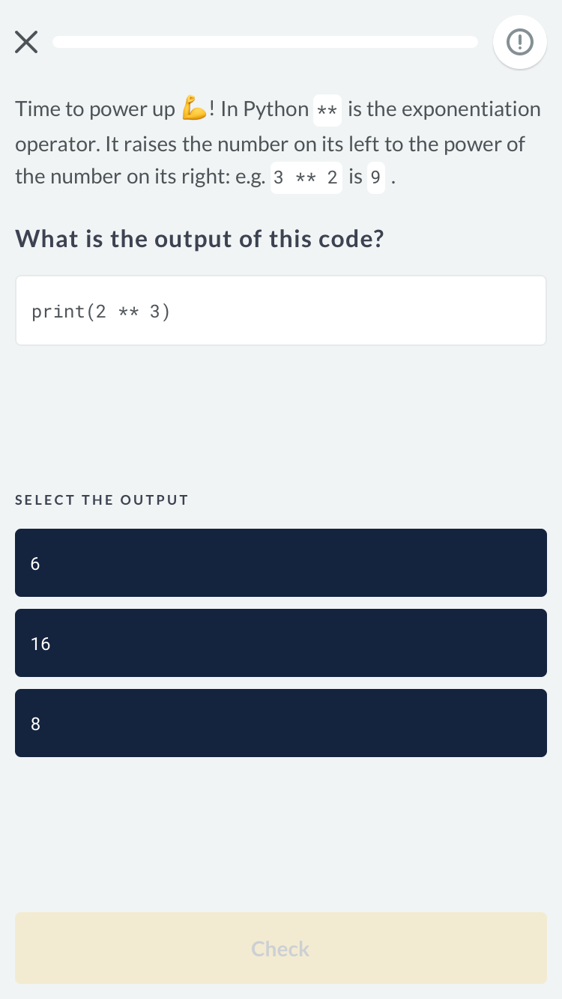 Time to power up 💪! In Python ** is the exponentiation
operator. It raises the number on its left to the power of
the number on its right: e.g. 3 ** 2 is 9 .
What is the output of this code?
print(2 ** 3)
SELECT THE OUTPUT
6
16
8
Check